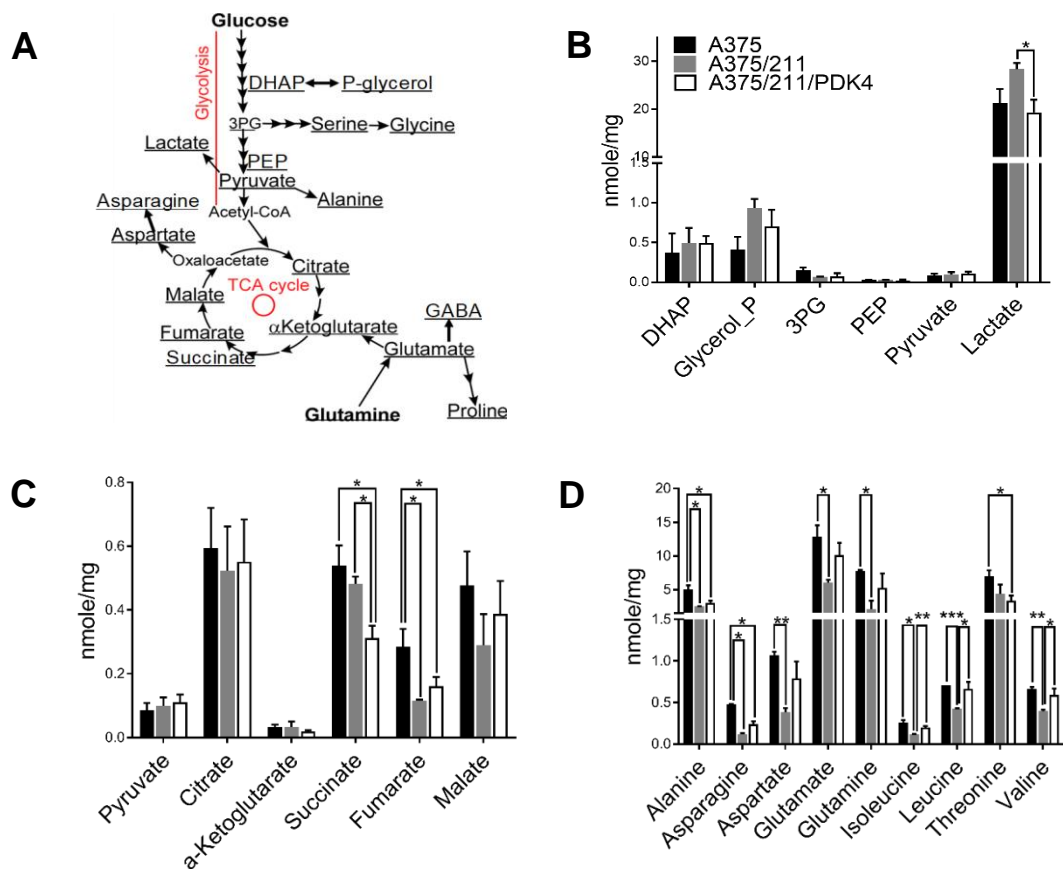 A
Glucose
Glycolysis
DHAP
P-glycerol
3PG
Serine
Glycine
Lactate
PEP
Pyruvate
Alanine
Asparagine
Acetyl-CoA
Aspartate
Oxaloacetate
Citrate
TCA cycle
Malate
GABA
αKetoglutarate
Fumarate
Glutamate
Succinate
Glutamine
Proline
B
A375
A375/211
A375/211/PDK4
*
nmole/mg
30
20
10
1.5
1.0
0.5
0.0
DHAP
Glycerol_P
3PG
PEP
Pyruvate
Lactate
C
nmole/mg
0.8
0.6
0.4
0.2
0.0
*
*
*
*
Pyruvate
Citrate
a-Ketoglutarate
Succinate
Fumarate
Malate
D
nmole/mg
20
15
10
5
1.5
1.0
0.5
0.0
*
*
*
*
*
*
*
**
*
**
***
*
**
*
Alanine
Asparagine
Aspartate
Glutamate
Glutamine
Isoleucine
Leucine
Threonine
Valine